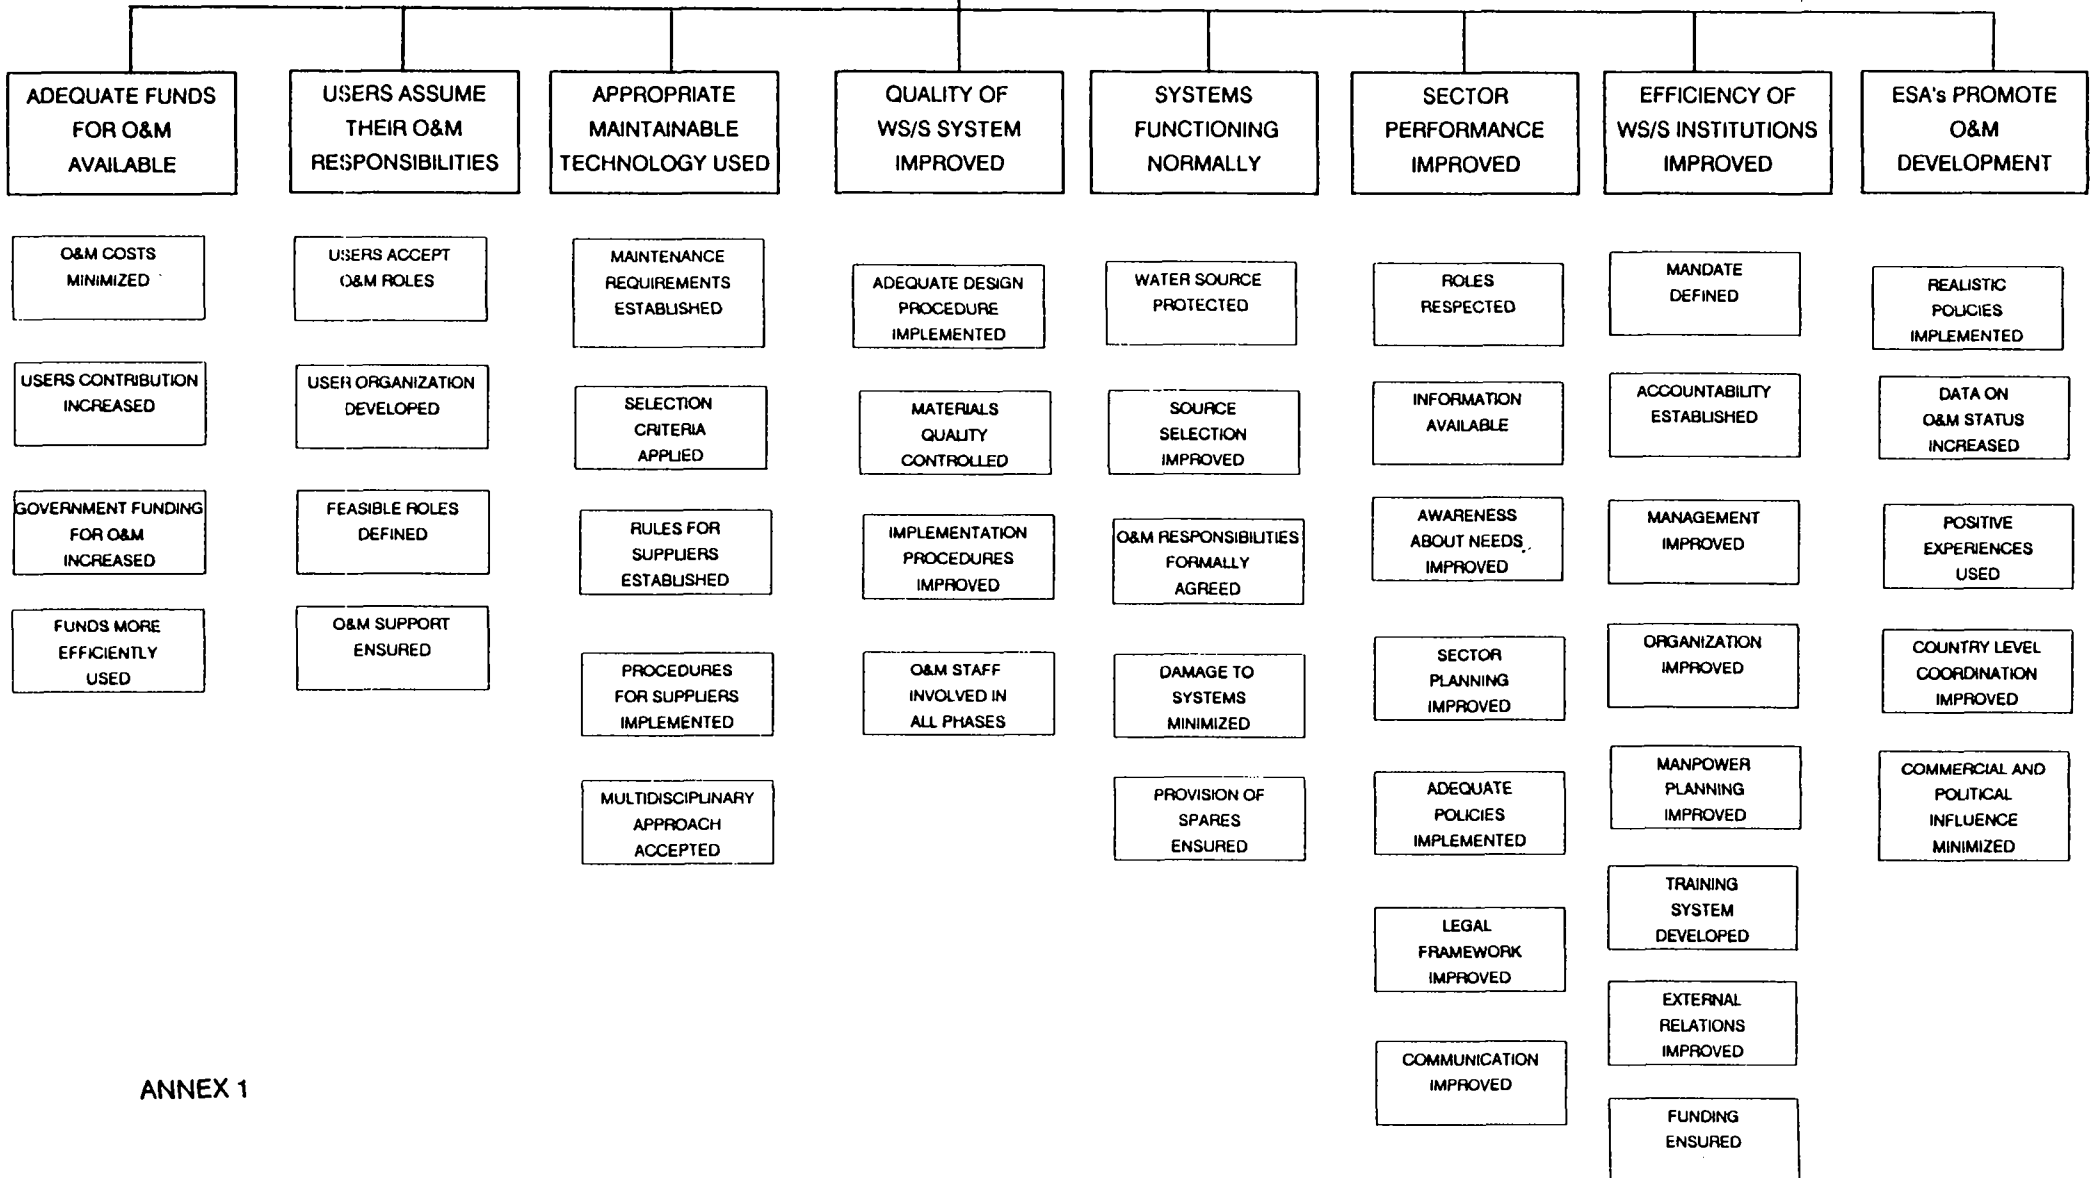 ADEQUATE FUNDS
FOR O&M
AVAILABLE
USERS ASSUME
THEIR O&M
RESPONSIBILITIES
APPROPRIATE
MAINTAINABLE
TECHNOLOGY USED
QUALITY OF
WS/S SYSTEM
IMPROVED
SYSTEMS
FUNCTIONING
NORMALLY
SECTOR
PERFORMANCE
IMPROVED
EFFICIENCY OF
WS/S INSTITUTIONS
IMPROVED
ESA's PROMOTE
O&M
DEVELOPMENT
O&M COSTS
MINIMIZED
USERS CONTRIBUTION
INCREASED
GOVERNMENT FUNDING
FOR O&M
INCREASED
FUNDS MORE
EFFICIENTLY
USED
USERS ACCEPT
O&M ROLES
USER ORGANIZATION
DEVELOPED
FEASIBLE ROLES
DEFINED
O&M SUPPORT
ENSURED
MAINTENANCE
REQUIREMENTS
ESTABLISHED
SELECTION
CRITERIA
APPLIED
RULES FOR
SUPPLIERS
ESTABLISHED
PROCEDURES
FOR SUPPLIERS
IMPLEMENTED
MULTIDISCIPLINARY
APPROACH
ACCEPTED
ADEQUATE DESIGN
PROCEDURE
IMPLEMENTED
MATERIALS
QUALITY
CONTROLLED
IMPLEMENTATION
PROCEDURES
IMPROVED
O&M STAFF
INVOLVED IN
ALL PHASES
WATER SOURCE
PROTECTED
SOURCE
SELECTION
IMPROVED
O&M RESPONSIBILITIES
FORMALLY
AGREED
DAMAGE TO
SYSTEMS
MINIMIZED
PROVISION OF
SPARES
ENSURED
ROLES
RESPECTED
INFORMATION
AVAILABLE
AWARENESS
ABOUT NEEDS
IMPROVED
SECTOR
PLANNING
IMPROVED
ADEQUATE
POLICIES
IMPLEMENTED
LEGAL
FRAMEWORK
IMPROVED
COMMUNICATION
IMPROVED
MANDATE
DEFINED
ACCOUNTABILITY
ESTABLISHED
MANAGEMENT
IMPROVED
ORGANIZATION
IMPROVED
MANPOWER
PLANNING
IMPROVED
TRAINING
SYSTEM
DEVELOPED
EXTERNAL
RELATIONS
IMPROVED
FUNDING
ENSURED
REALISTIC
POLICIES
IMPLEMENTED
DATA ON
O&M STATUS
INCREASED
POSITIVE
EXPERIENCES
USED
COUNTRY LEVEL
COORDINATION
IMPROVED
COMMERCIAL AND
POLITICAL
INFLUENCE
MINIMIZED
ANNEX 1